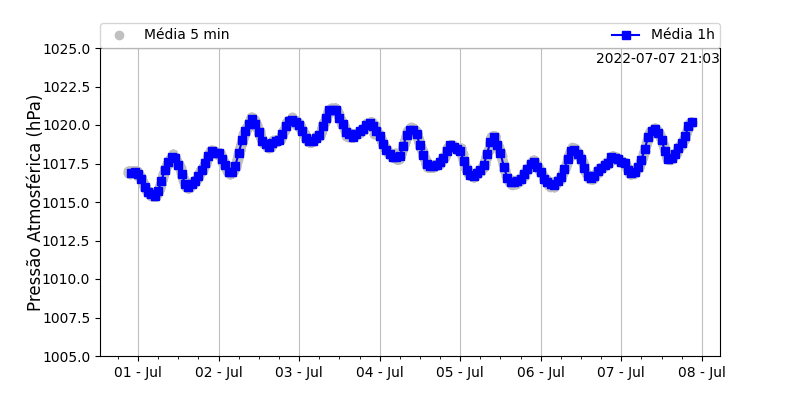 Média 5 min
Média 1h
2022-07-07 21:03
Pressão Atmosférica (hPa)
1025.0
1022.5
1020.0
1017.5
1015.0
1012.5
1010.0
1007.5
1005.0
01 - Jul
02 - Jul
03 - Jul
04 - Jul
05 - Jul
06 - Jul
07 - Jul
08 - Jul